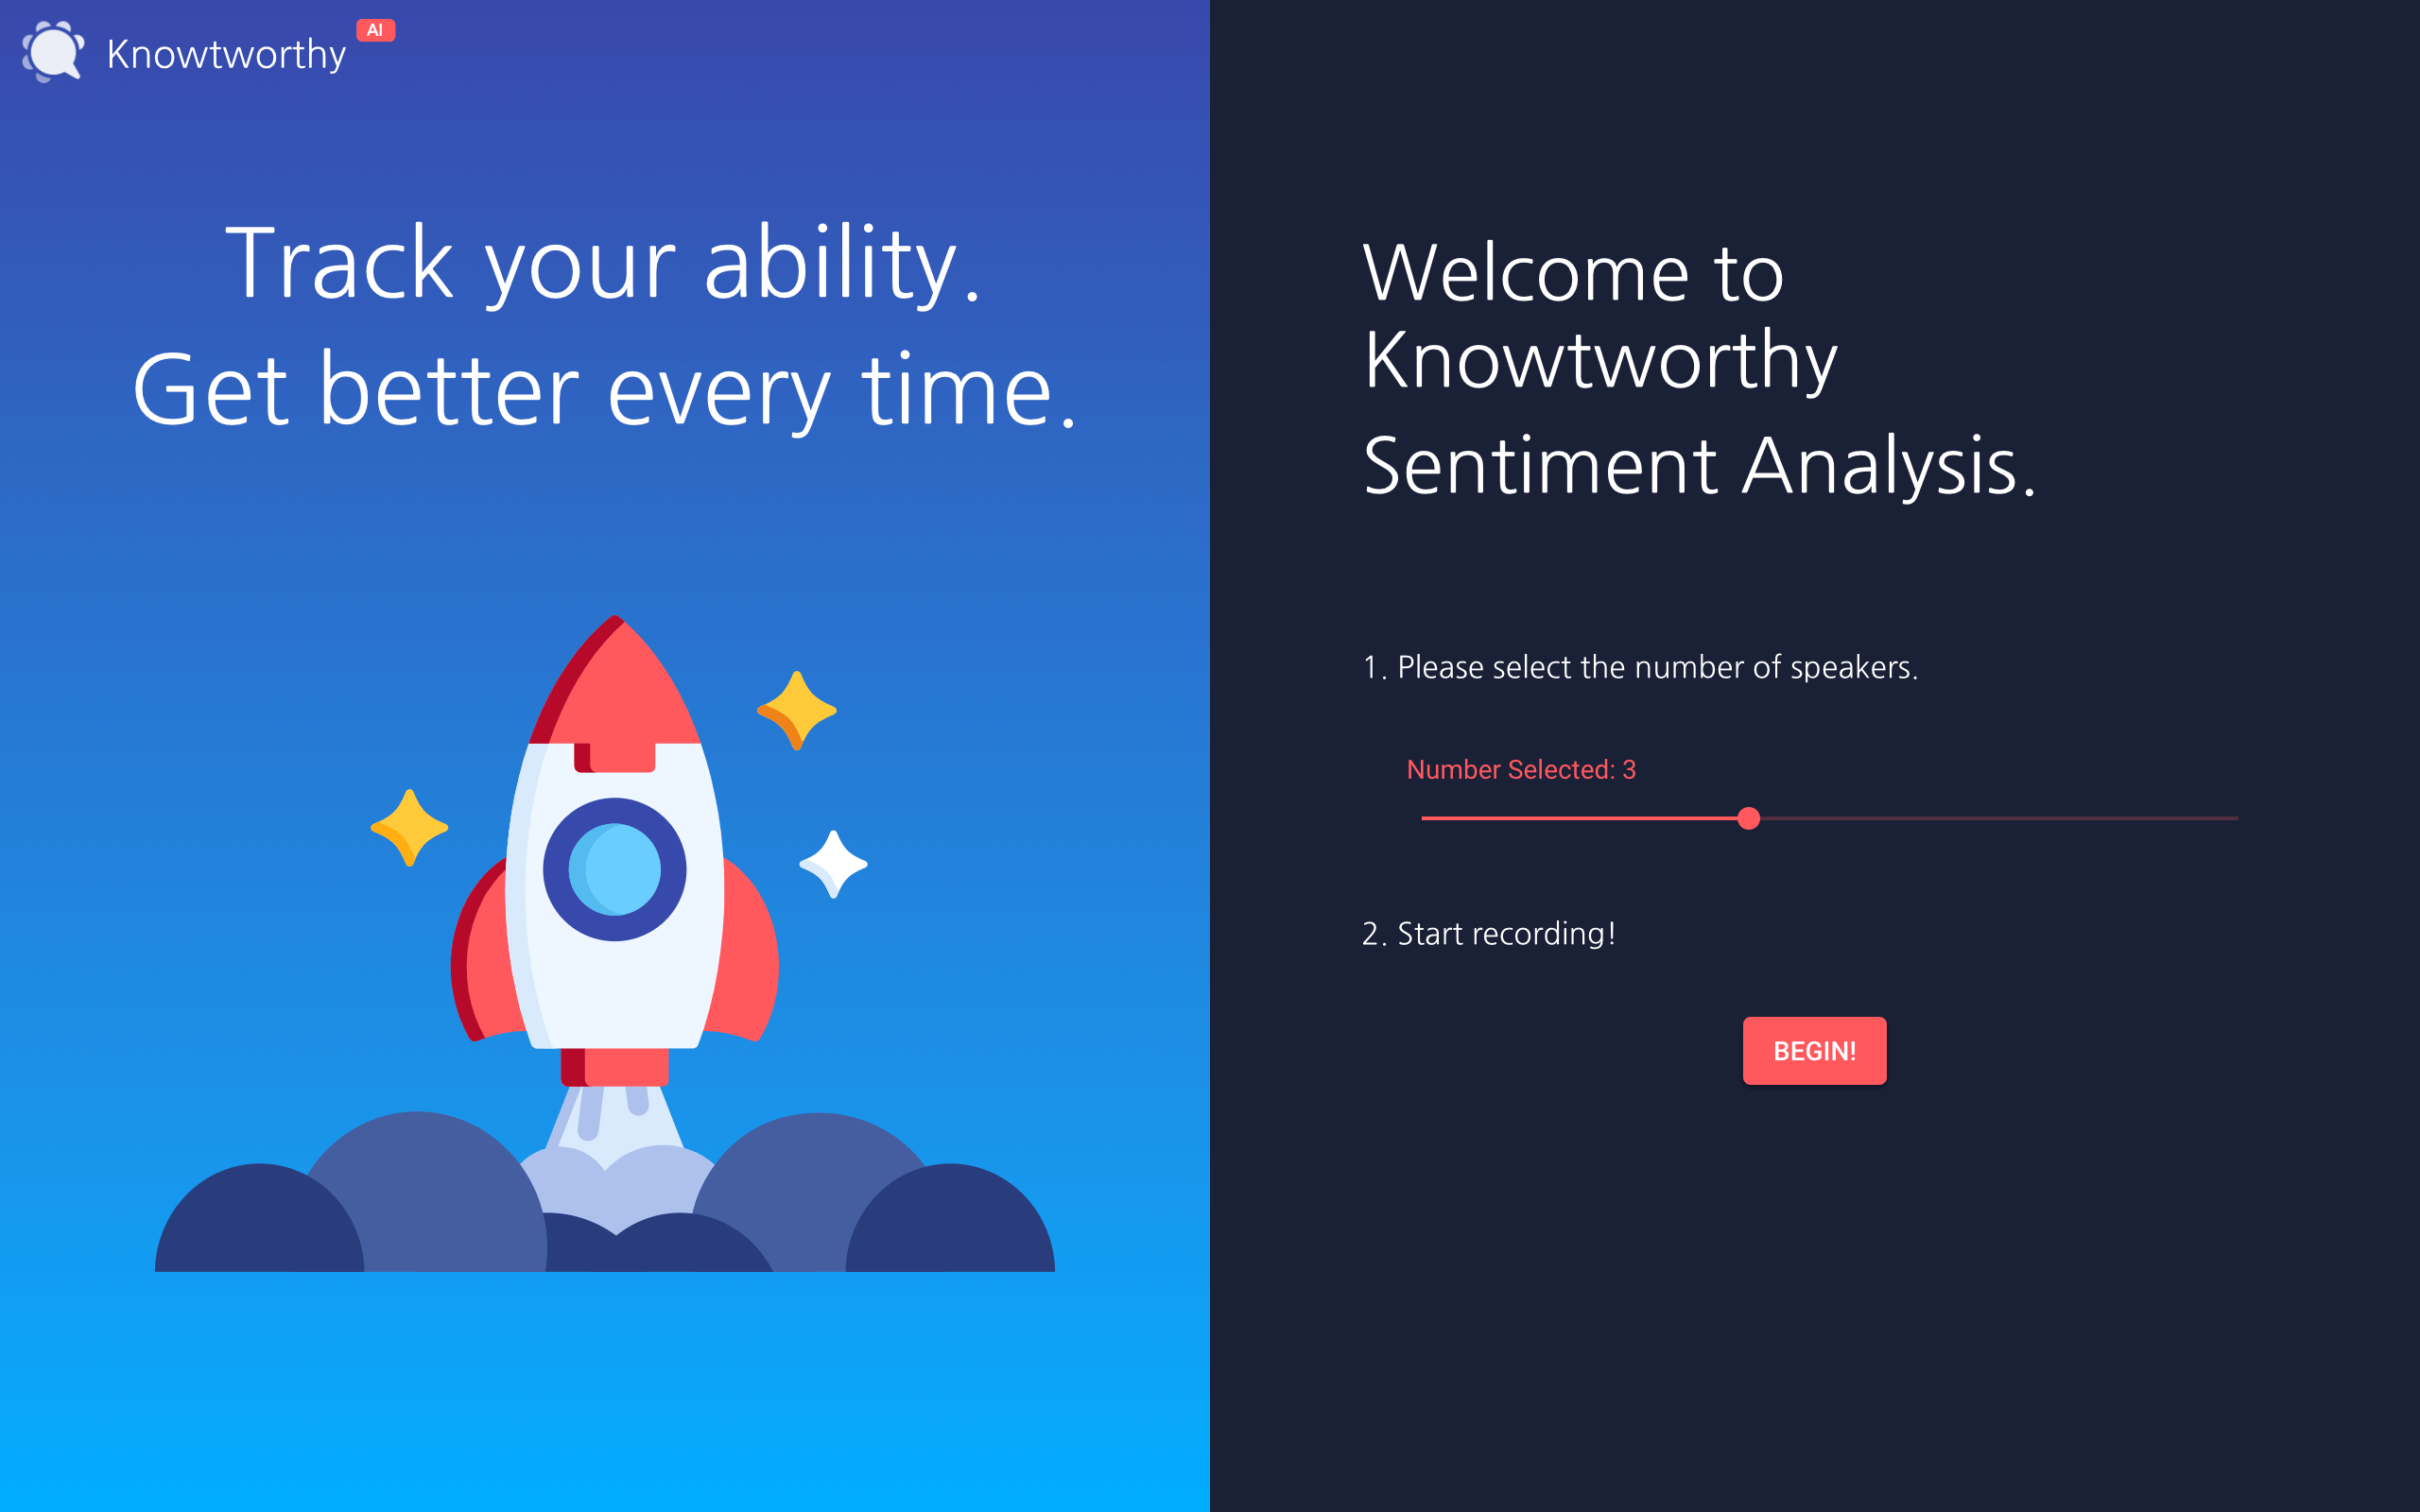 Knowtworthy
AI
Track your ability.
Get better every time.
Welcome to
Knowtworthy
Sentiment Analysis.
1. Please select the number of speakers.
Number Selected: 3
2. Start recording!
BEGIN!